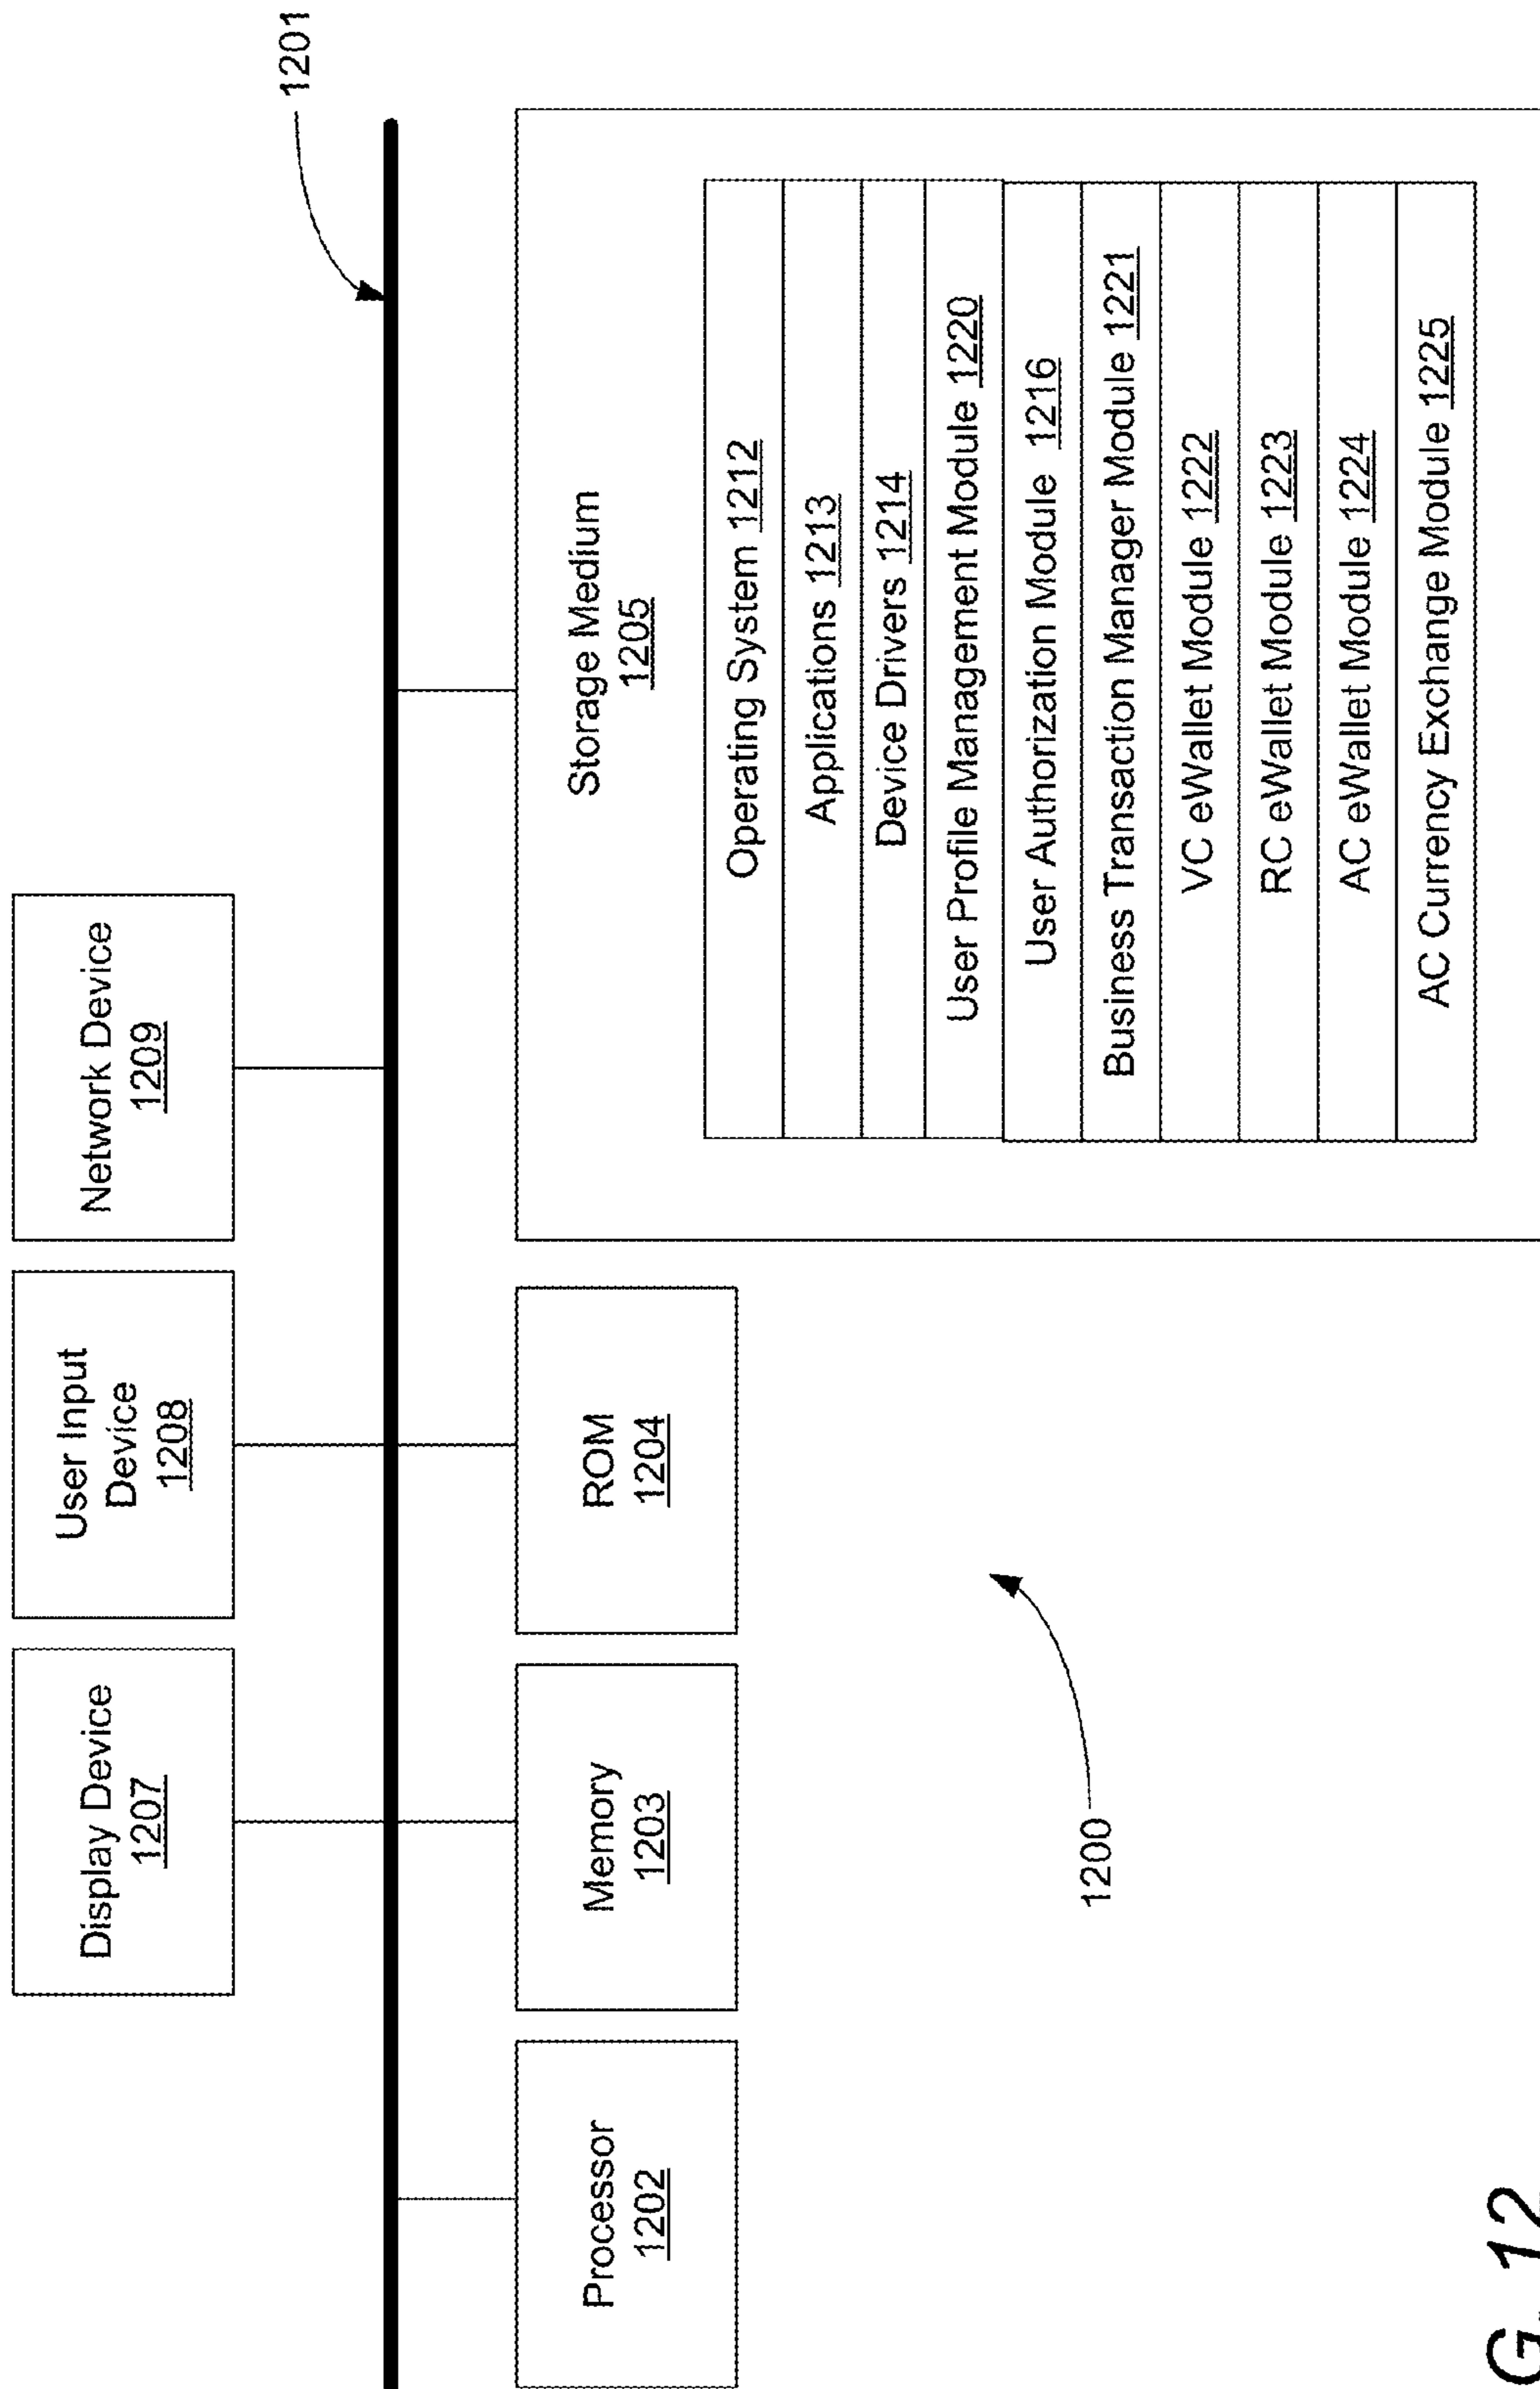 Display Device
1207
User Input
Device
1208
Network Device
1209
1201
Processor
1202
Memory
1203
ROM
1204
Storage Medium
1205
Operating System 1212
Applications 1213
Device Drivers 1214
User Profile Management Module 1220
User Authorization Module 1216
Business Transaction Manager Module 1221
VC eWallet Module 1222
RC eWallet Module 1223
AC eWallet Module 1224
AC Currency Exchange Module 1225
1200
G. 12